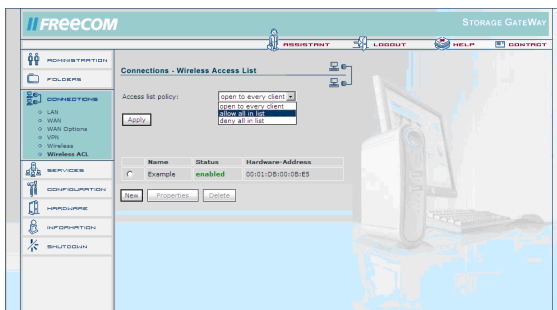 FREECOM
STORAGE GATEWAY
ASSISTANT LOGOUT HELP CONTACT
ADMINISTRATION
FOLDERS
CONNECTIONS
LAN
WAN
WAN Options
VPN
Wireless
Wireless ACL
SERVICES
CONFIGURATION
HARDWARE
INFORMATION
SHUTDOWN
Connections - Wireless Access List
Access list policy: open to every client
open to every client
allow all in list
deny all in list
Apply
Name Status Hardware-Address
Example enabled 00:01:DB:00:0B:E5
New Properties Delete